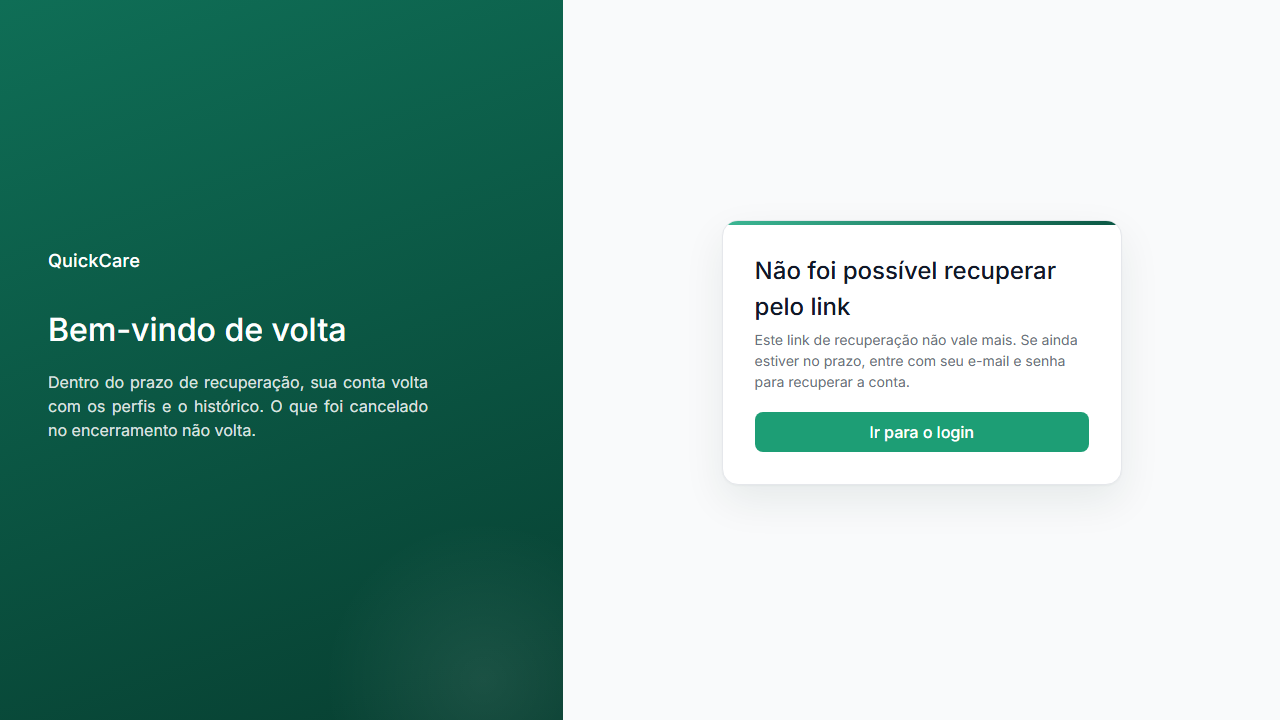 QuickCare
Bem-vindo de volta
Dentro do prazo de recuperação, sua conta volta
com os perfis e o histórico. O que foi cancelado
no encerramento não volta.
Não foi possível recuperar
pelo link
Este link de recuperação não vale mais. Se ainda
estiver no prazo, entre com seu e-mail e senha
para recuperar a conta.
Ir para o login